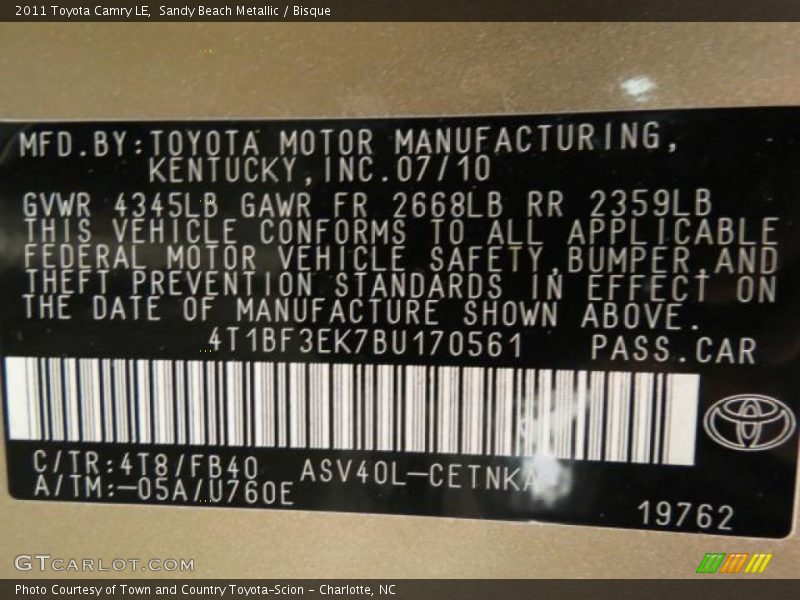 2011 Toyota Camry LE,  Sandy Beach Metallic / Bisque
MFD.BY:TOYOTA MOTOR MANUFACTURING,
KENTUCKY,INC.07/10
GVWR 4345LB GAWR FR 2668LB RR 2359LB
THIS VEHICLE CONFORMS TO ALL APPLICABLE
FEDERAL MOTOR VEHICLE SAFETY,BUMPER,AND
THEFT PREVENTION STANDARDS IN EFFECT ON
THE DATE OF MANUFACTURE SHOWN ABOVE.
4T1BF3EK7BU170561 PASS.CAR
C/TR:4T8/FB40 ASV40L-CETNKA
A/TM:-05A/U760E
19762
GTCARLOT.COM
Photo Courtesy of Town and Country Toyota-Scion - Charlotte, NC